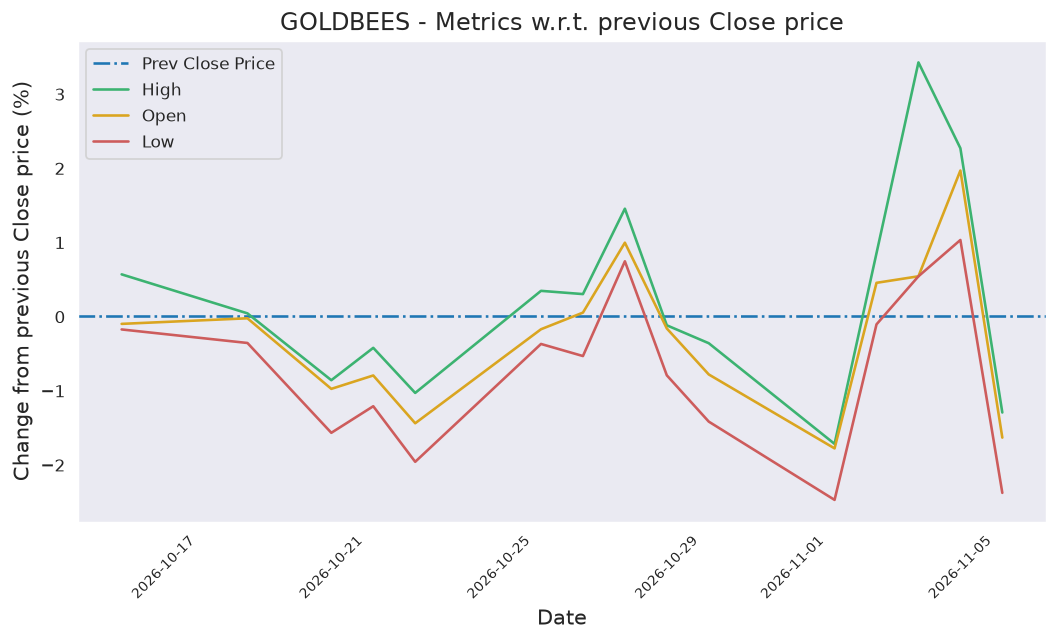 GOLDBEES - Metrics w.r.t. previous Close price
Change from previous Close price (%)
Prev Close Price
High
Open
Low
3
2
1
0
−1
−2
2026-10-17
2026-10-21
2026-10-25
2026-10-29
2026-11-01
2026-11-05
Date